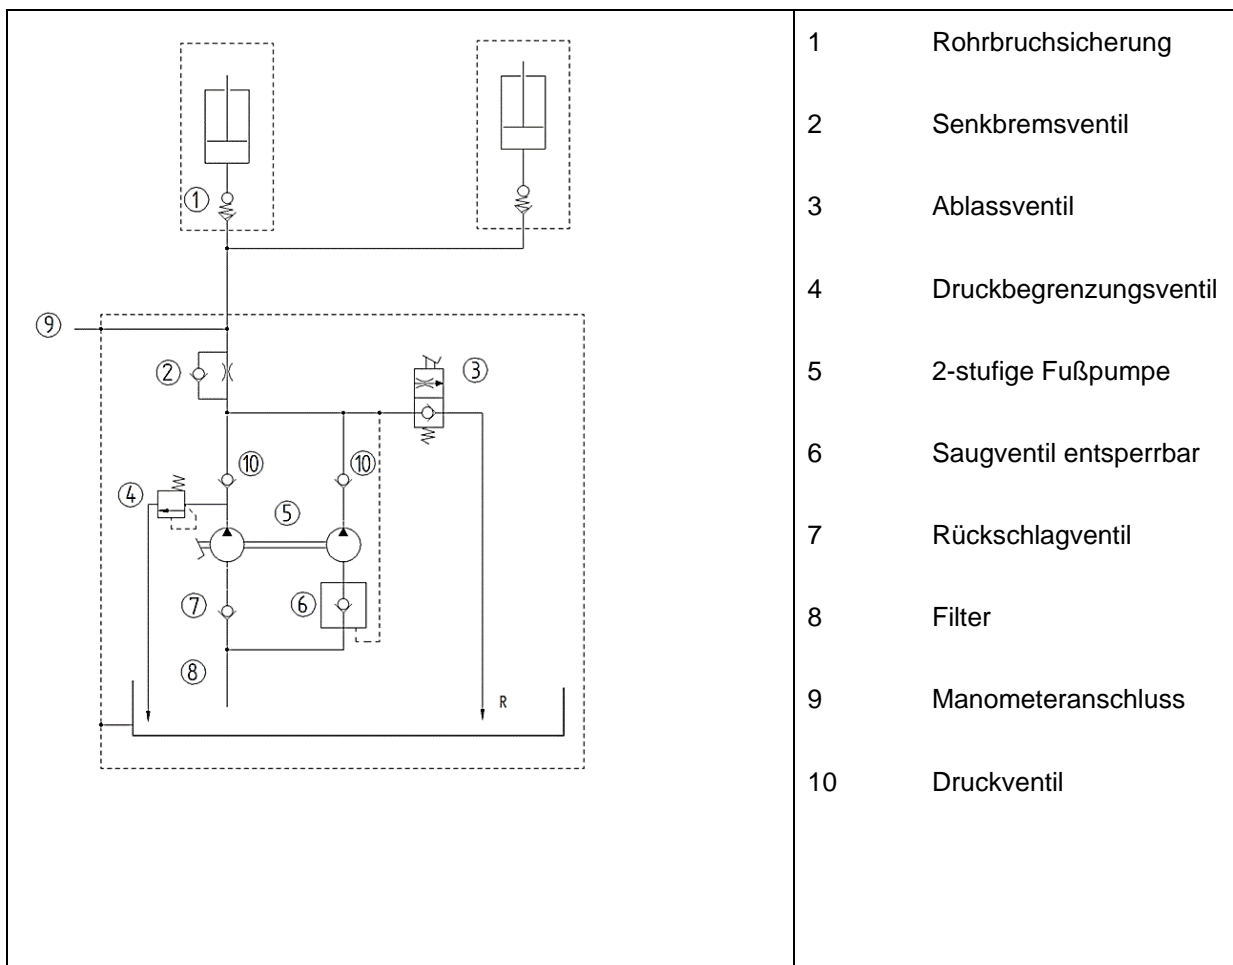 1 Rohrbruchsicherung
2 Senkbremsventil
3 Ablassventil
4 Druckbegrenzungsventil
5 2-stufige Fußpumpe
6 Saugventil entsperrbar
7 Rückschlagventil
8 Filter
9 Manometeranschluss
10 Druckventil
1
9
2
3
10
10
4
5
7
6
8
R